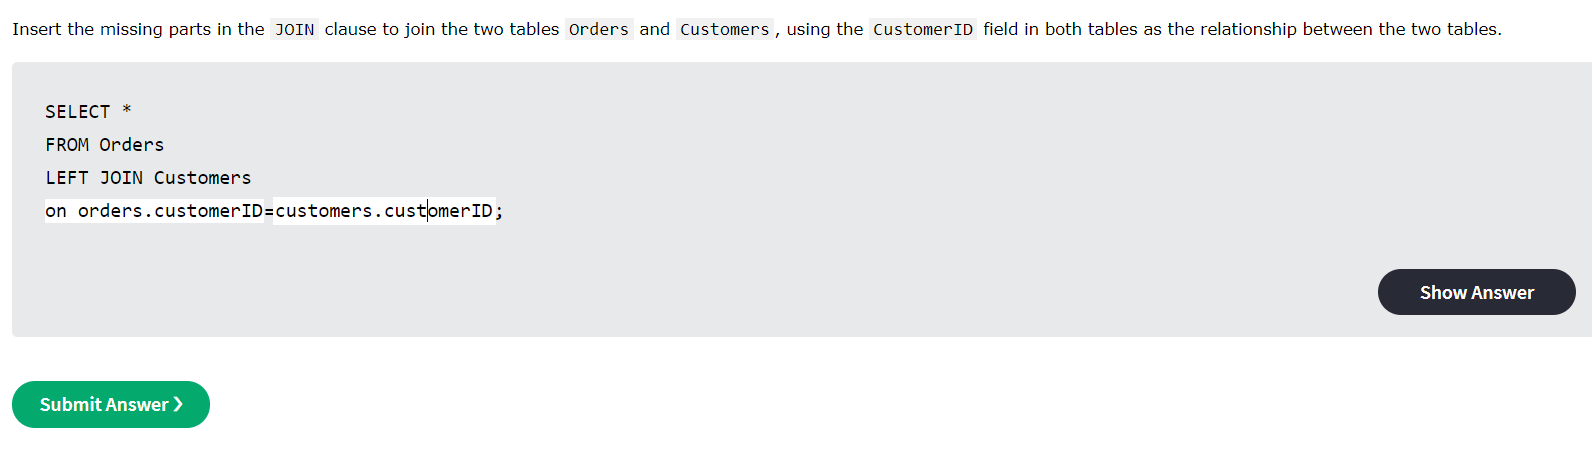 Insert the missing parts in the JOIN clause to join the two tables Orders and Customers, using the CustomerID field in both tables as the relationship between the two tables.
SELECT *
FROM Orders
LEFT JOIN Customers
on orders.customerID=customers.customerID;
Show Answer
Submit Answer ❯